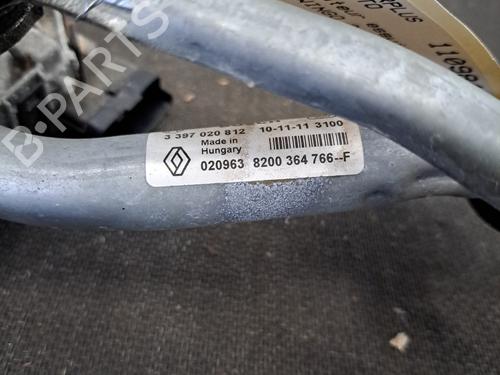 3 397 020 812 10-11-11 3100
Made in
Hungary
020963 8200 364 766--F
B-PARTS